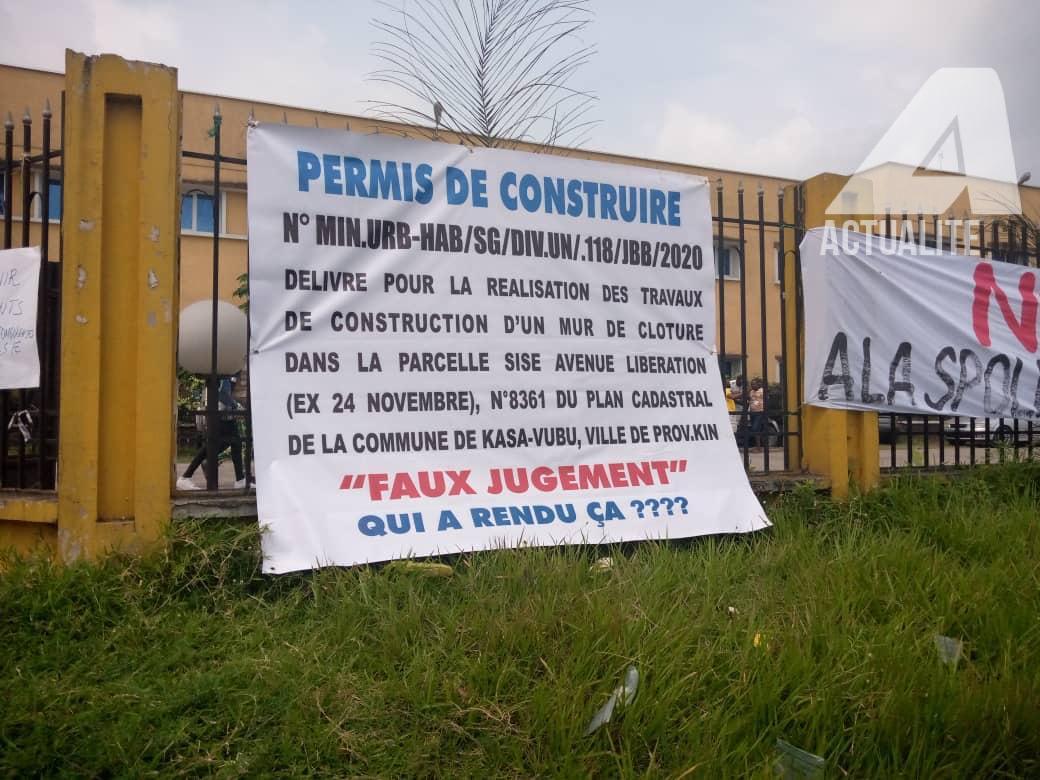 PERMIS DE CONSTRUIRE
N° MIN.URB-HAB/SG/DIV.UN/.118/JBB/2020
DELIVRE POUR LA REALISATION DES TRAVAUX
DE CONSTRUCTION D'UN MUR DE CLOTURE
DANS LA PARCELLE SISE AVENUE LIBERATION
(EX 24 NOVEMBRE), N°8361 DU PLAN CADASTRAL
DE LA COMMUNE DE KASA-VUBU, VILLE DE PROV.KIN
"FAUX JUGEMENT"
QUI A RENDU ÇA ????
ACTUALITE
N
A LA SPOL